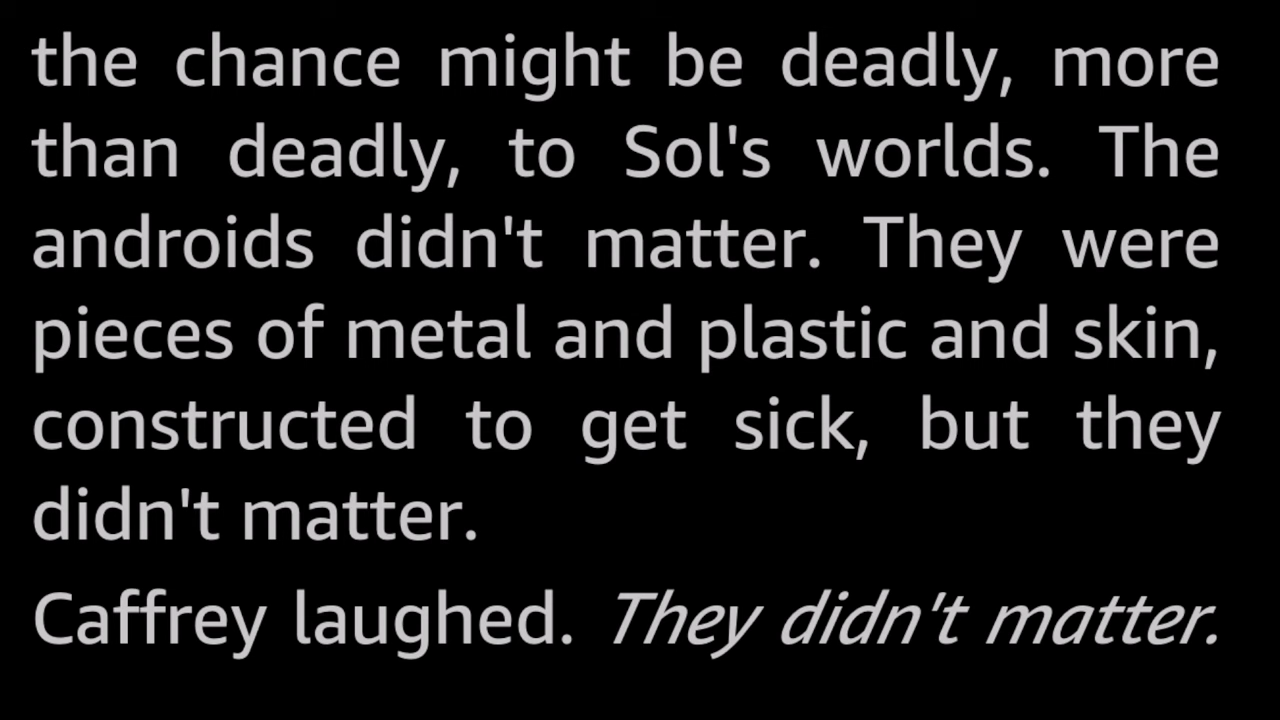 the chance might be deadly, more
than deadly, to Sol's worlds. The
androids didn't matter. They were
pieces of metal and plastic and skin,
constructed to get sick, but they
didn't matter.
Caffrey laughed. They didn't matter.